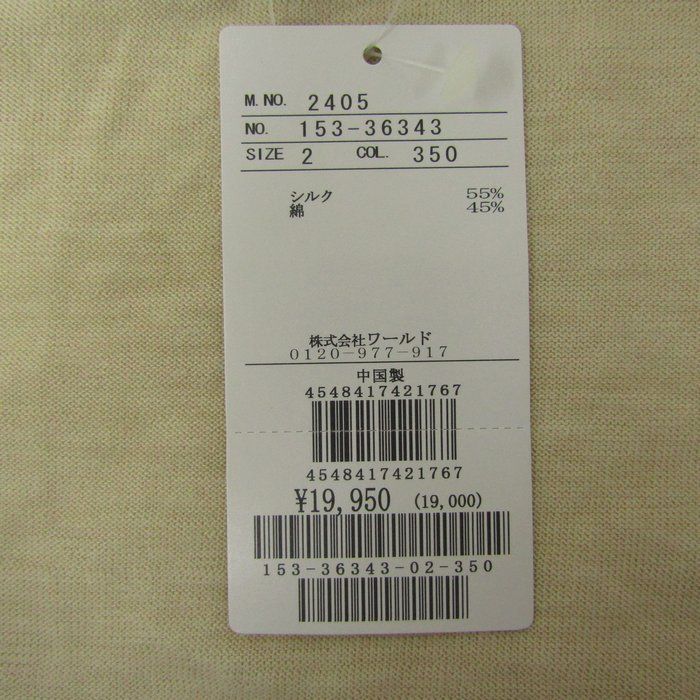 M. NO. 2405
NO. 153-36343
SIZE 2 COL. 350
シルク 55%
綿 45%
株式会社ワールド
0120-977-917
中国製
4548417421767
4548417421767
¥19,950 (19,000)
153-36343-02-350